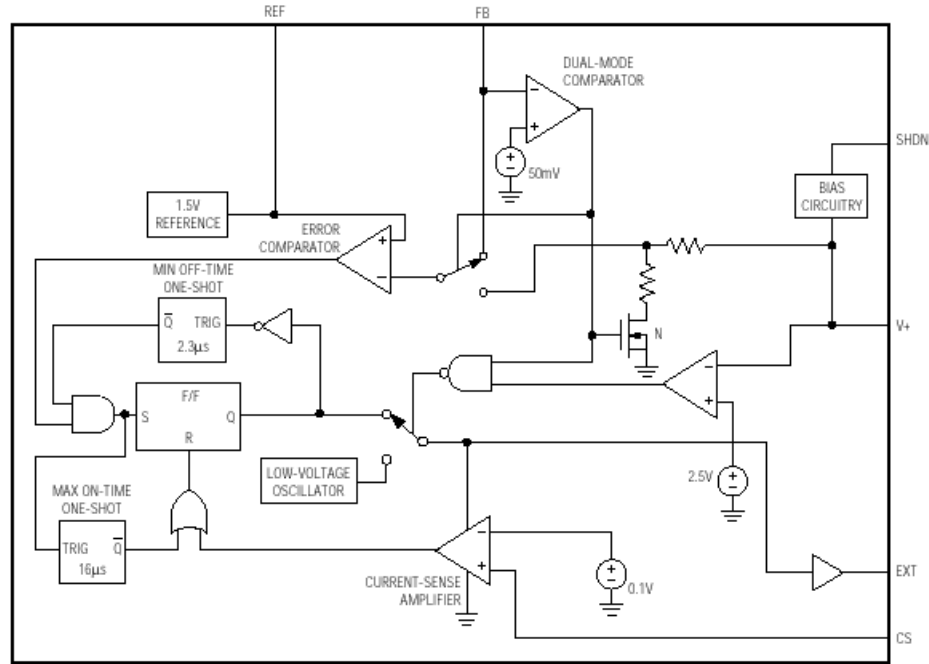 REF
FB
DUAL-MODE
COMPARATOR
−
+
+
−
50mV
SHDN
BIAS
CIRCUITRY
1.5V
REFERENCE
ERROR
COMPARATOR
+
−
MIN OFF-TIME
ONE-SHOT
Q̅ TRIG
2.3µs
N
V+
−
+
F/F
S Q
R
LOW-VOLTAGE
OSCILLATOR
2.5V
+
−
MAX ON-TIME
ONE-SHOT
TRIG Q̅
16µs
−
+
CURRENT-SENSE
AMPLIFIER
+
−
0.1V
EXT
CS